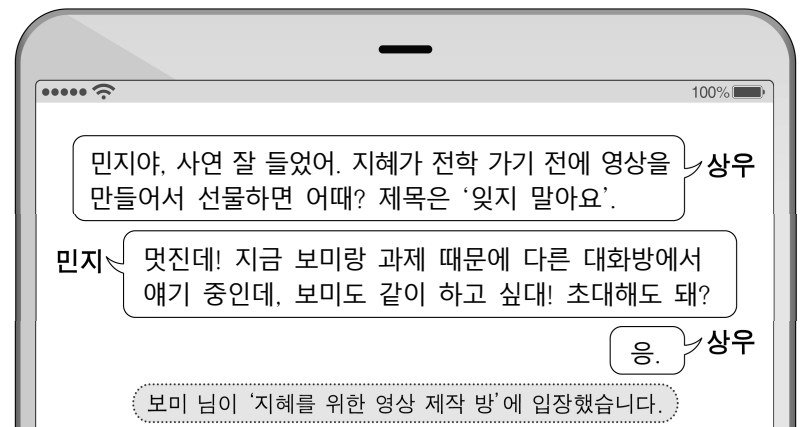 100%
민지야, 사연 잘 들었어. 지혜가 전학 가기 전에 영상을
만들어서 선물하면 어때? 제목은 ‘잊지 말아요’.
상우
민지
멋진데! 지금 보미랑 과제 때문에 다른 대화방에서
얘기 중인데, 보미도 같이 하고 싶대! 초대해도 돼?
응.
상우
보미 님이 ‘지혜를 위한 영상 제작 방’에 입장했습니다.